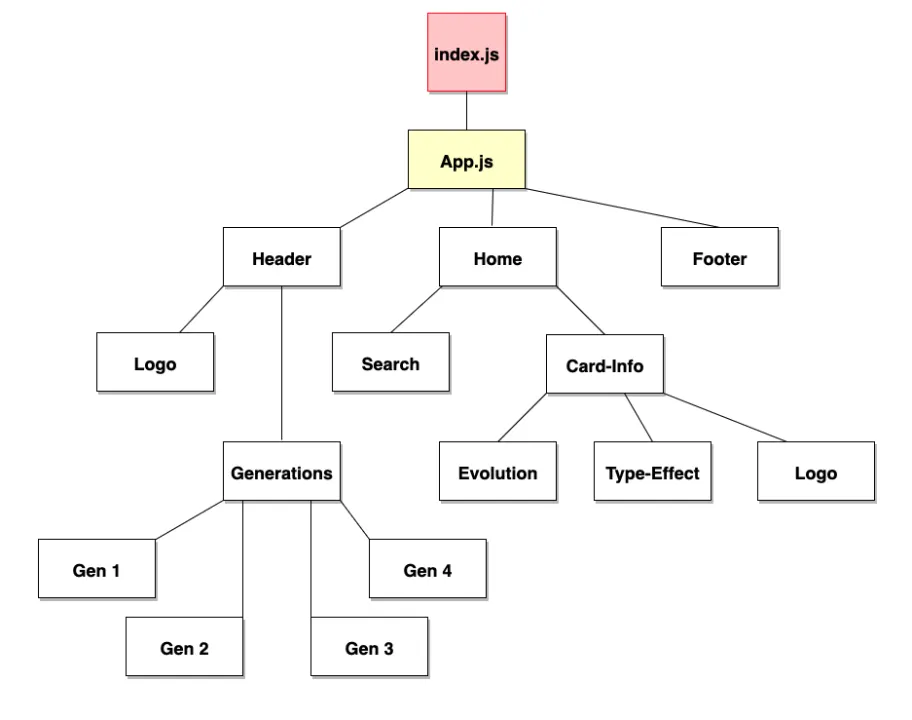 index.js
App.js
Header
Home
Footer
Logo
Search
Card-Info
Generations
Evolution
Type-Effect
Logo
Gen 1
Gen 4
Gen 2
Gen 3